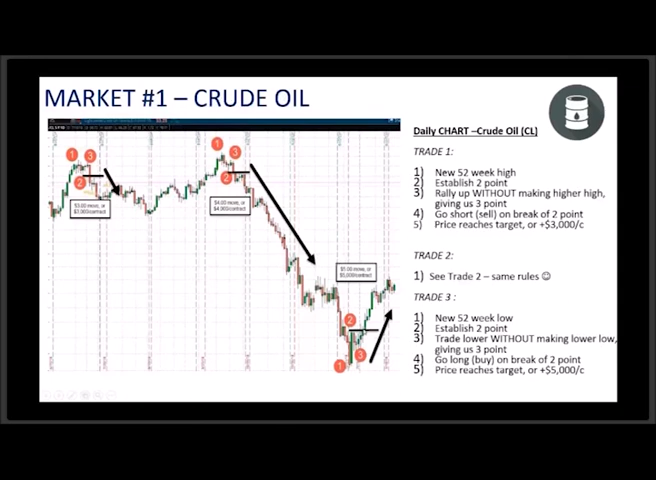 MARKET #1 – CRUDE OIL
1
3
2
$3.00 move, or
$3,000/contract
1
3
2
$4.00 move, or
$4,000/contract
$5.00 move, or
$5,000/contract
2
3
1
Daily CHART –Crude Oil (CL)
TRADE 1:
1) New 52 week high
2) Establish 2 point
3) Rally up WITHOUT making higher high,
giving us 3 point
4) Go short (sell) on break of 2 point
5) Price reaches target, or +$3,000/c
TRADE 2:
1) See Trade 2 – same rules ☺
TRADE 3 :
1) New 52 week low
2) Establish 2 point
3) Trade lower WITHOUT making lower low,
giving us 3 point
4) Go long (buy) on break of 2 point
5) Price reaches target, or +$5,000/c